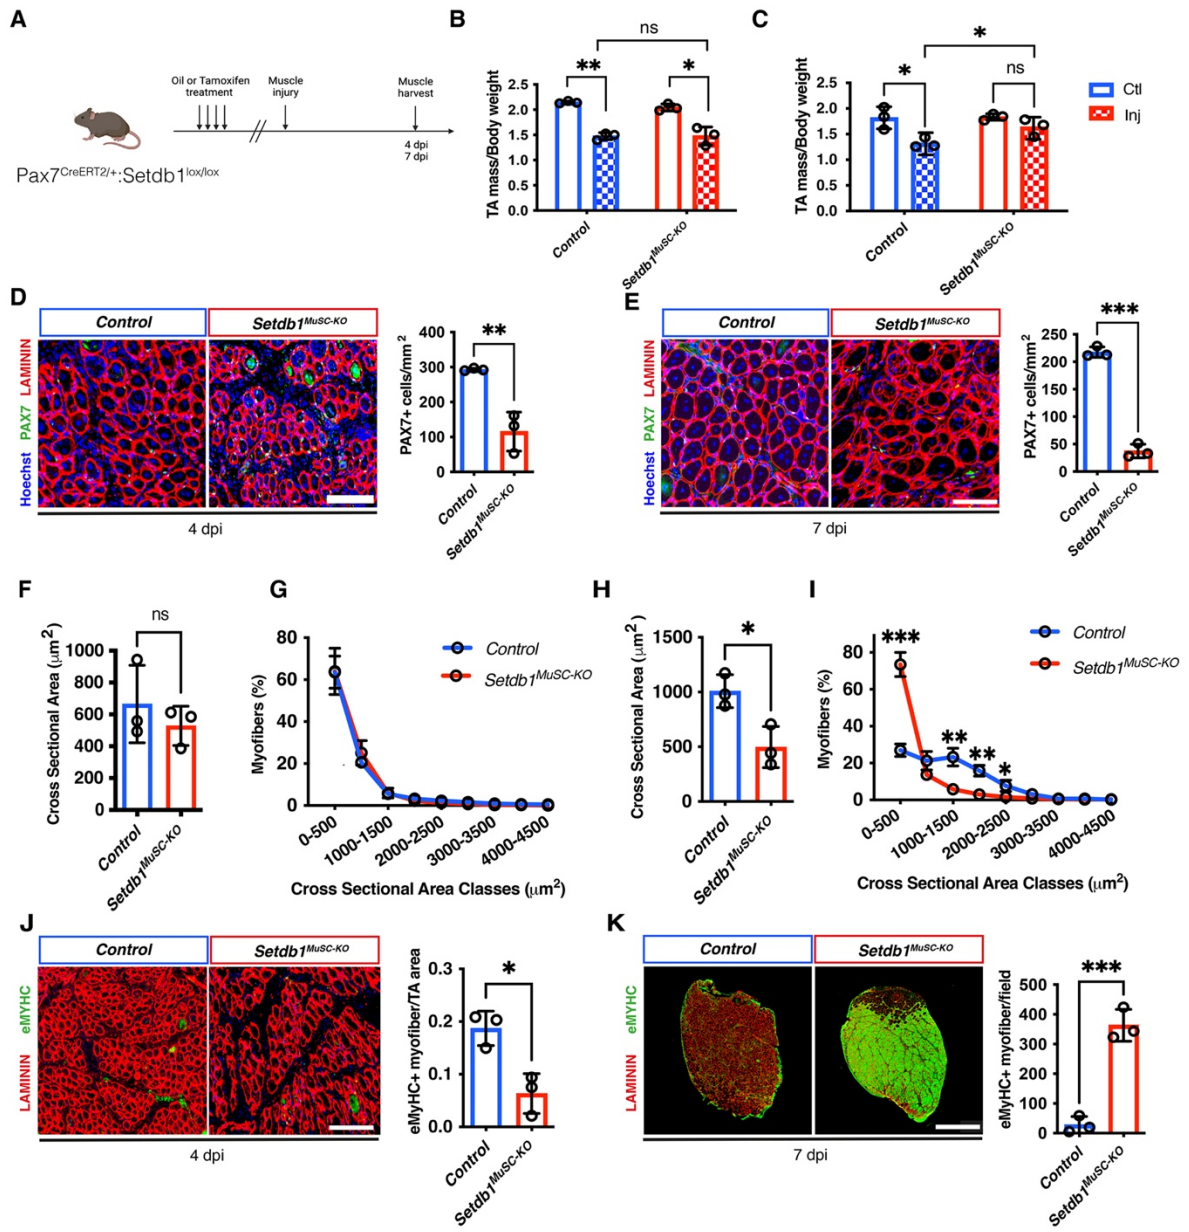 A
Oil or Tamoxifen
treatment
Muscle
injury
Muscle
harvest
4 dpi
7 dpi
Pax7CreERT2/+:Setdb1lox/lox
B
ns
**
*
TA mass/Body weight
2.5
2.0
1.5
1.0
0.5
0.0
Control
Setdb1MuSC-KO
C
*
*
ns
TA mass/Body weight
2.5
2.0
1.5
1.0
0.5
0.0
Control
Setdb1MuSC-KO
Ctl
Inj
D
Control
Setdb1MuSC-KO
Hoechst PAX7 LAMININ
4 dpi
**
PAX7+ cells/mm2
400
300
200
100
0
Control
Setdb1MuSC-KO
E
Control
Setdb1MuSC-KO
Hoechst PAX7 LAMININ
7 dpi
***
PAX7+ cells/mm2
250
200
150
100
50
0
Control
Setdb1MuSC-KO
F
ns
Cross Sectional Area (μm2)
1000
800
600
400
200
0
Control
Setdb1MuSC-KO
G
Myofibers (%)
80
60
40
20
0
Control
Setdb1MuSC-KO
0-500
1000-1500
2000-2500
3000-3500
4000-4500
Cross Sectional Area Classes (μm2)
H
*
Cross Sectional Area (μm2)
1500
1000
500
0
Control
Setdb1MuSC-KO
I
***
**
**
*
Myofibers (%)
80
60
40
20
0
Control
Setdb1MuSC-KO
0-500
1000-1500
2000-2500
3000-3500
4000-4500
Cross Sectional Area Classes (μm2)
J
Control
Setdb1MuSC-KO
LAMININ eMYHC
4 dpi
*
eMyHC+ myofiber/TA area
0.3
0.2
0.1
0.0
Control
Setdb1MuSC-KO
K
Control
Setdb1MuSC-KO
LAMININ eMYHC
7 dpi
***
eMyHC+ myofiber/field
500
400
300
200
100
0
Control
Setdb1MuSC-KO